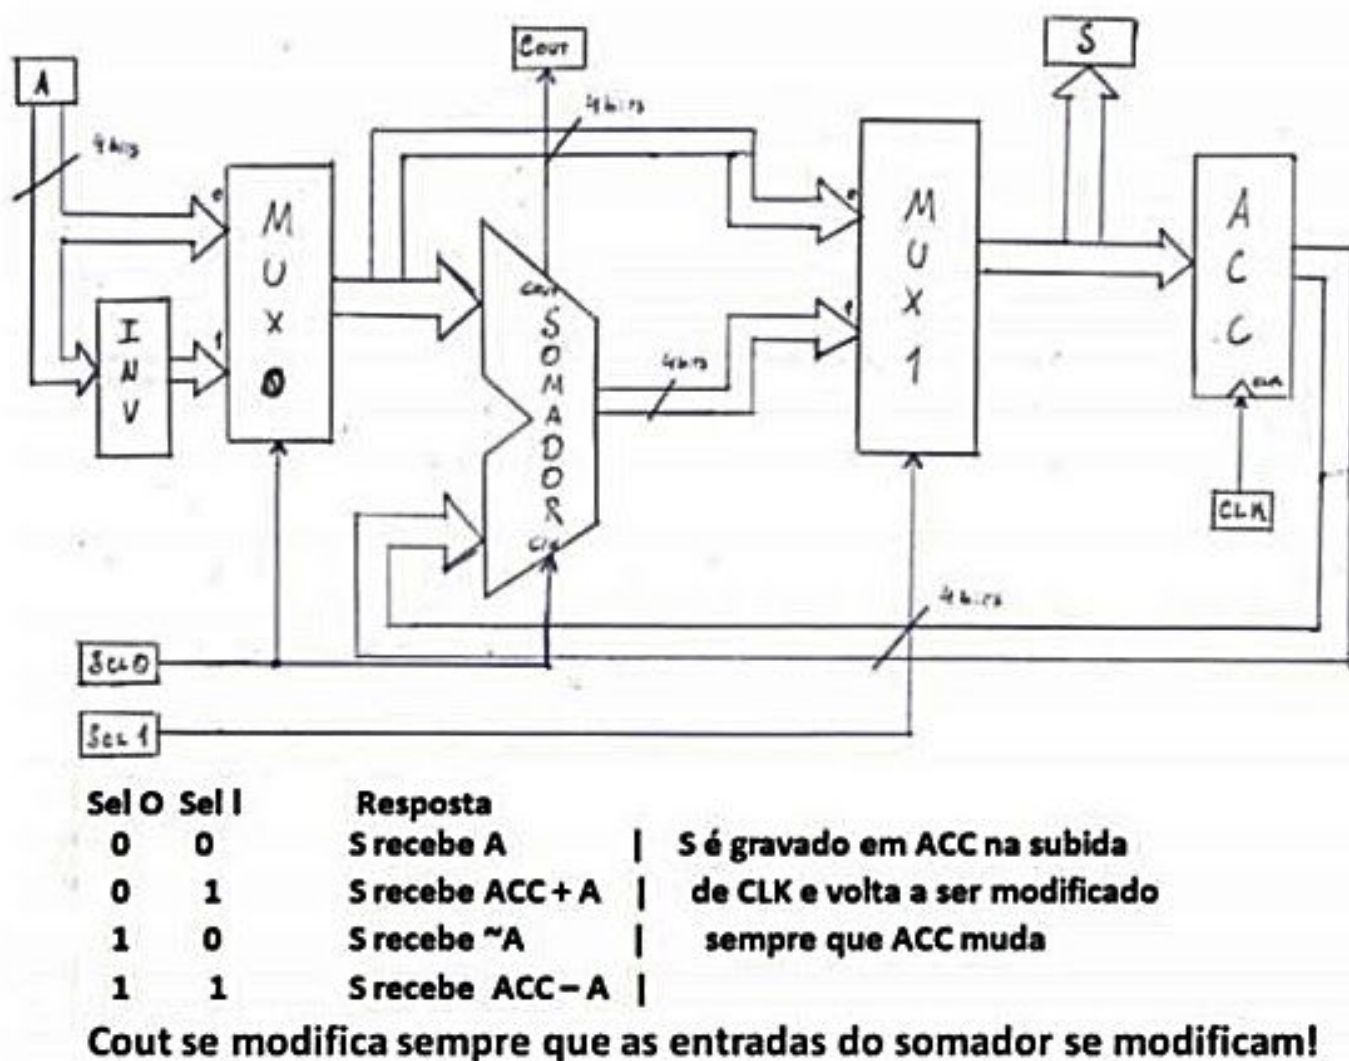 A
4 bits
COUT
4 bits
S
MUX 0
0
1
INV
COUT
SOMADOR
CIN
4 bits
MUX 1
0
1
ACC
CLK
CLK
4 bits
SEL 0
SEL 1
Sel O Sel I Resposta
0 0 S recebe A | S é gravado em ACC na subida
0 1 S recebe ACC + A | de CLK e volta a ser modificado
1 0 S recebe ~A | sempre que ACC muda
1 1 S recebe ACC – A |
Cout se modifica sempre que as entradas do somador se modificam!